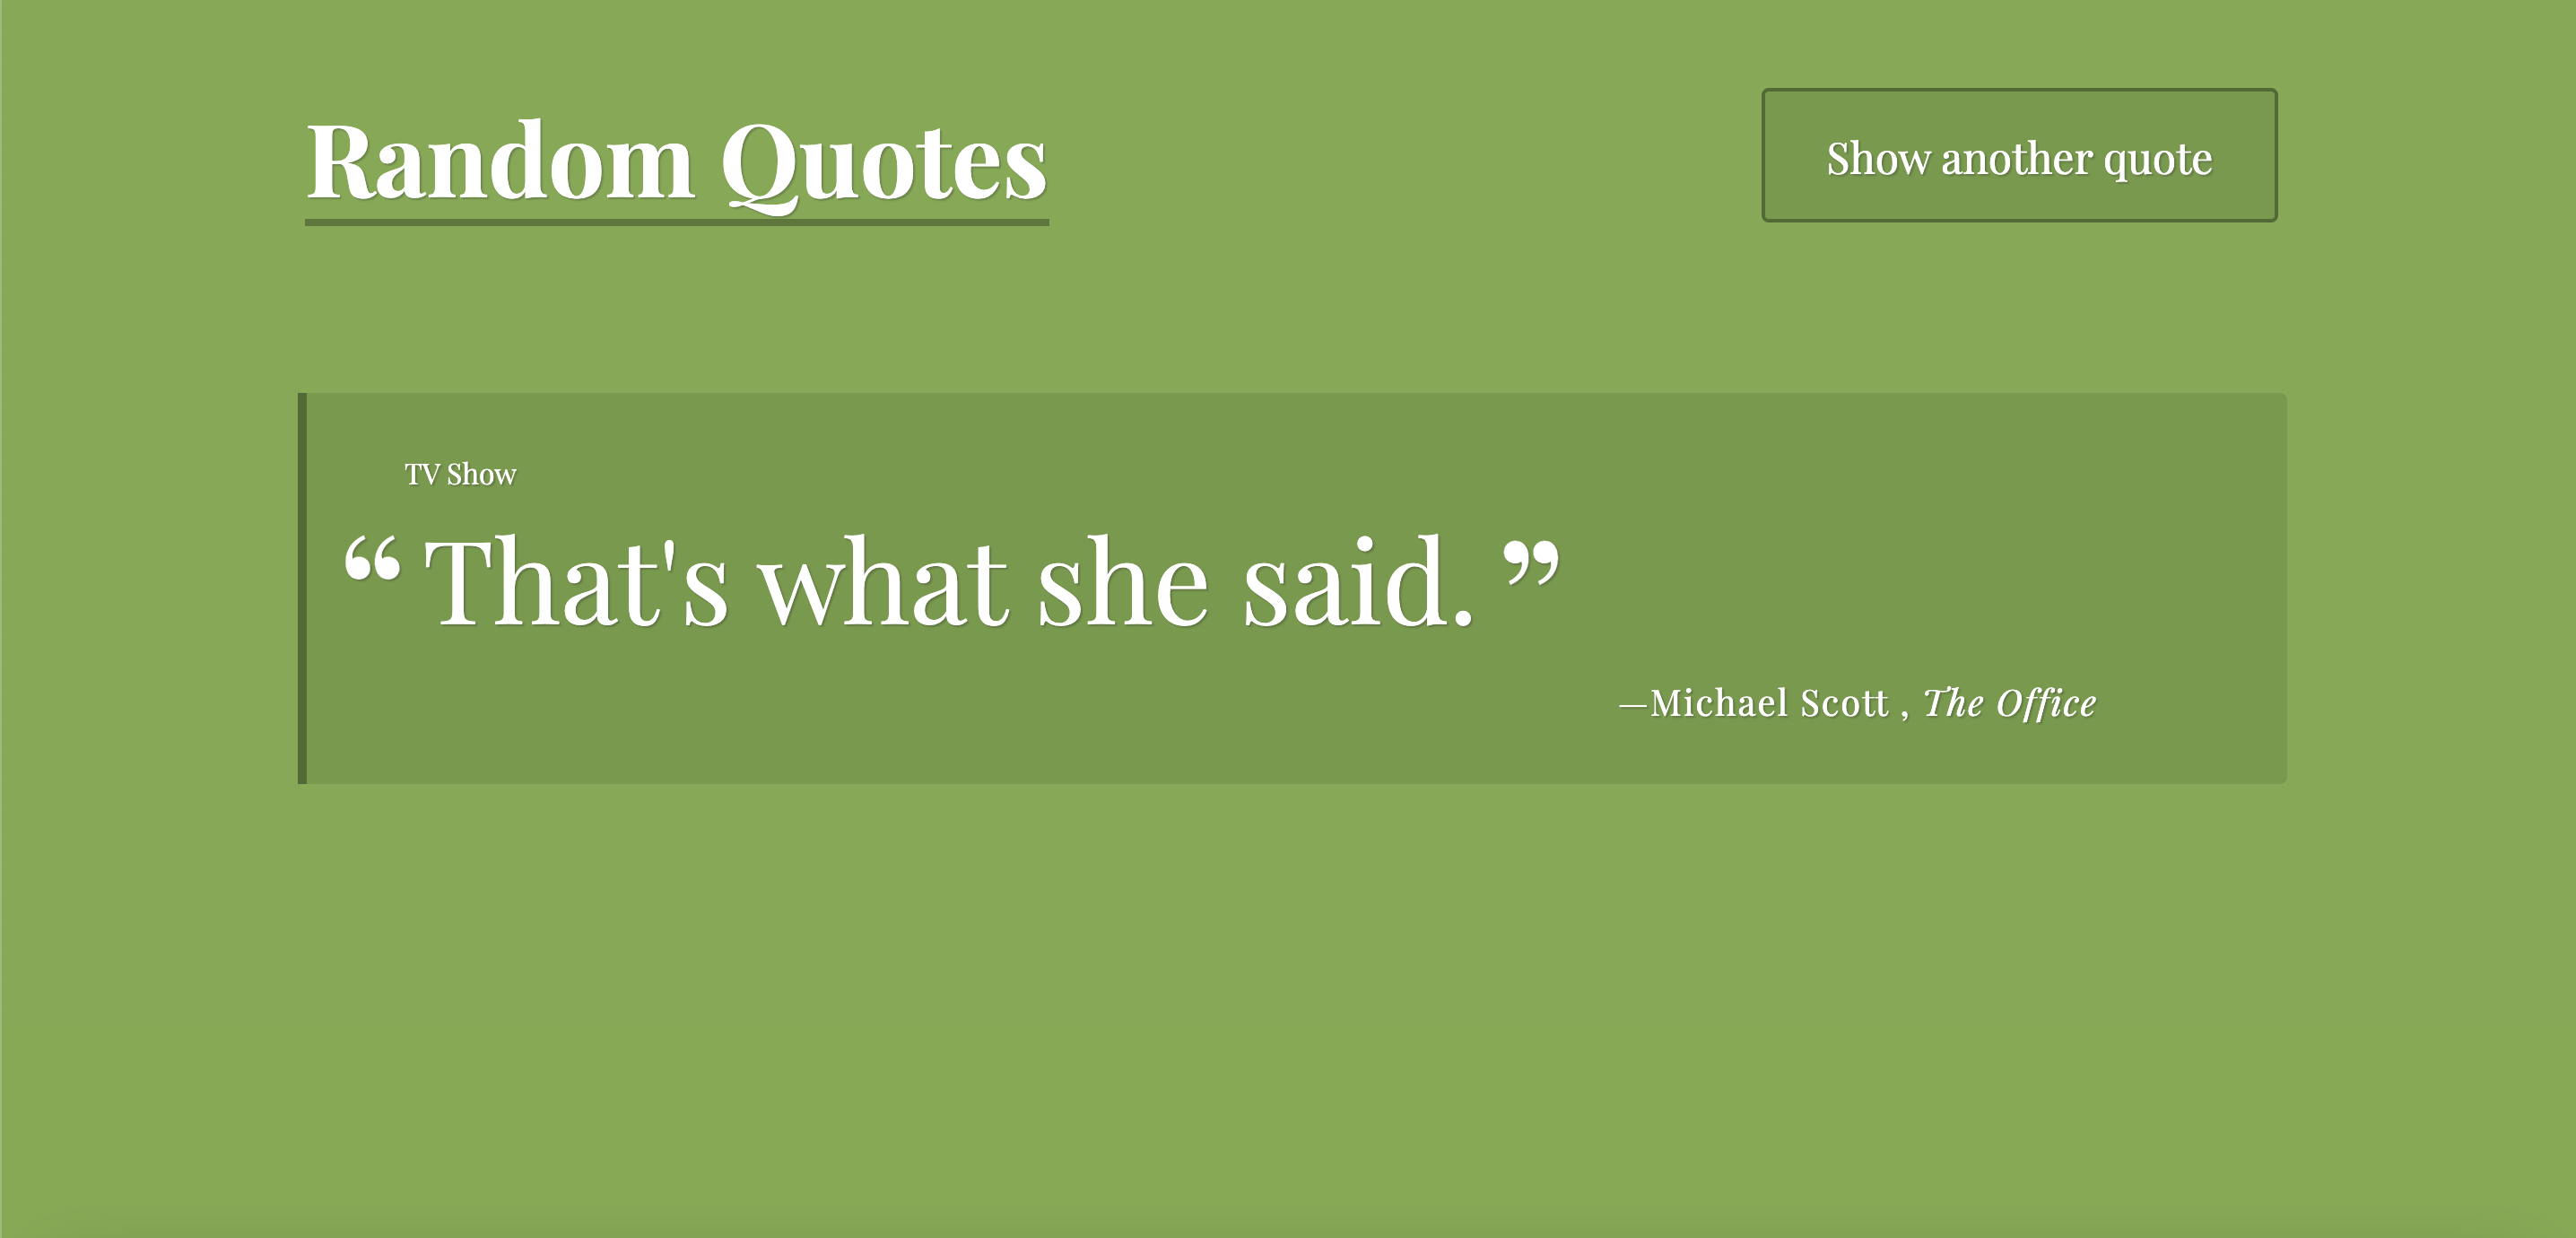 Random Quotes
Show another quote
TV Show
“ That's what she said. ”
—Michael Scott , The Office